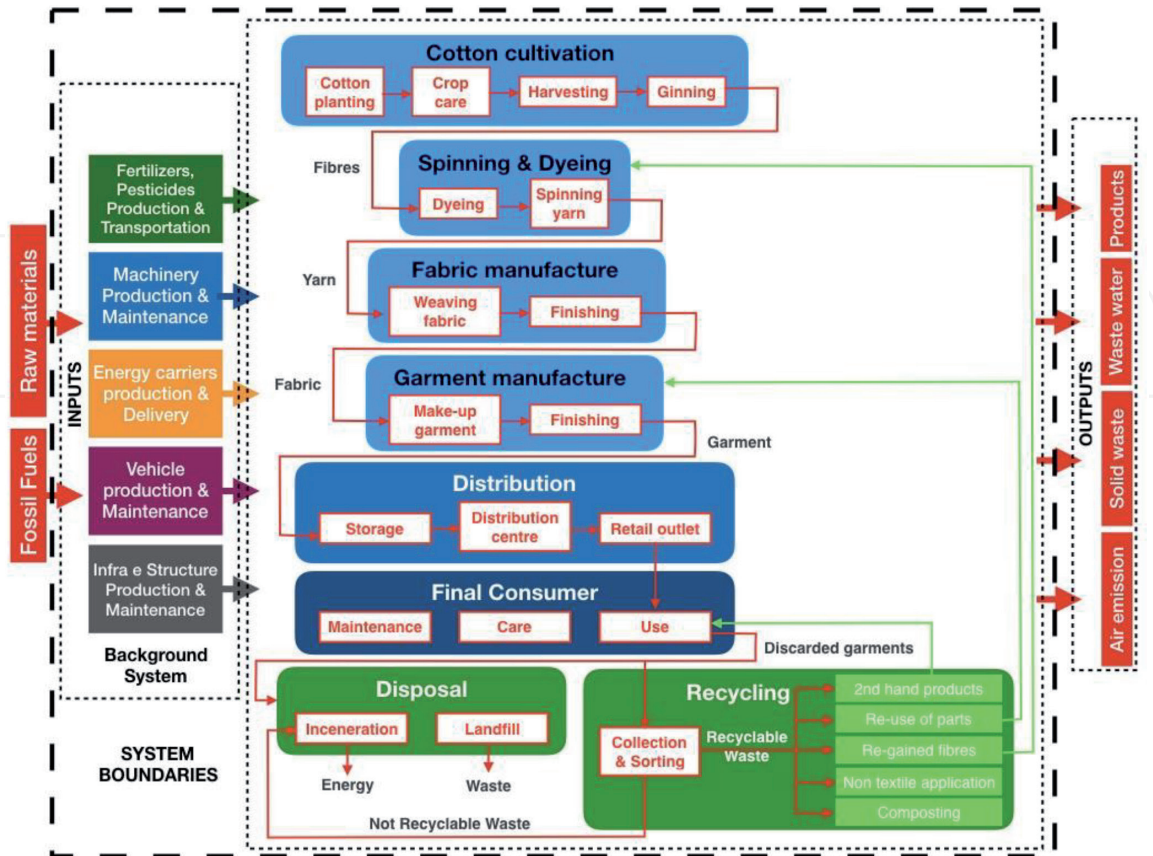 Raw materials
Fossil Fuels
INPUTS
Fertilizers,
Pesticides
Production &
Transportation
Machinery
Production &
Maintenance
Energy carriers
production &
Delivery
Vehicle
production &
Maintenance
Infra e Structure
Production &
Maintenance
Background
System
SYSTEM
BOUNDARIES
Cotton cultivation
Cotton
planting
Crop
care
Harvesting
Ginning
Fibres
Spinning & Dyeing
Dyeing
Spinning
yarn
Yarn
Fabric manufacture
Weaving
fabric
Finishing
Fabric
Garment manufacture
Make-up
garment
Finishing
Garment
Distribution
Storage
Distribution
centre
Retail outlet
Final Consumer
Maintenance
Care
Use
Discarded garments
Disposal
Inceneration
Landfill
Energy
Waste
Not Recyclable Waste
Recycling
Collection
& Sorting
Recyclable
Waste
2nd hand products
Re-use of parts
Re-gained fibres
Non textile application
Composting
OUTPUTS
Products
Waste water
Solid waste
Air emission